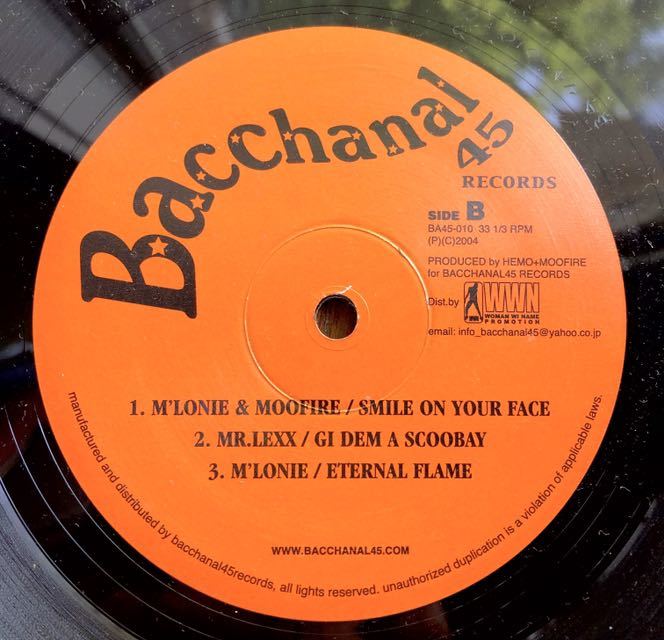 Bacchanal
45
RECORDS
SIDE B
BA45-010 33 1/3 RPM
(P)(C)2004
PRODUCED by HEMO+MOOFIRE
for BACCHANAL45 RECORDS
Dist.by WWN
WOMAN WI NAME
PROMOTION
email: info_bacchanal45@yahoo.co.jp
1. M'LONIE & MOOFIRE / SMILE ON YOUR FACE
2. MR.LEXX / GI DEM A SCOOBAY
3. M'LONIE / ETERNAL FLAME
WWW.BACCHANAL45.COM
manufactured and distributed by bacchanal45records, all rights reserved. unauthorized duplication is a violation of applicable laws.